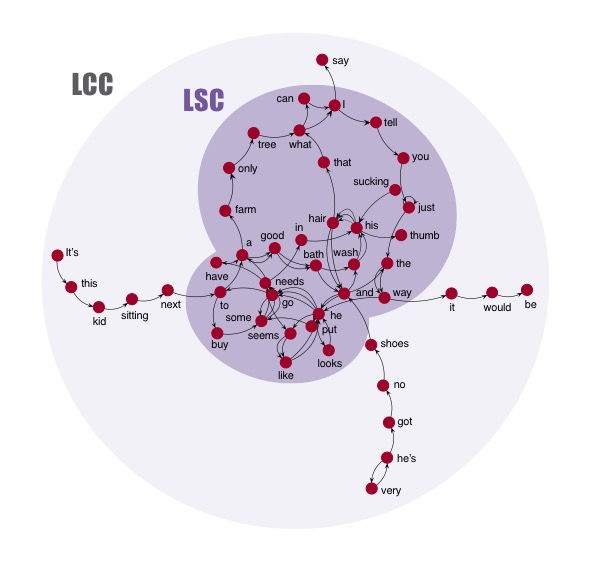 say
LCC
LSC
can
I
tell
tree
what
you
that
only
sucking
just
farm
hair
his
in
thumb
good
a
It's
bath
wash
the
have
this
needs
to
go
and
way
next
kid
sitting
it
would
be
some
he
put
seems
buy
shoes
looks
like
no
got
he's
very